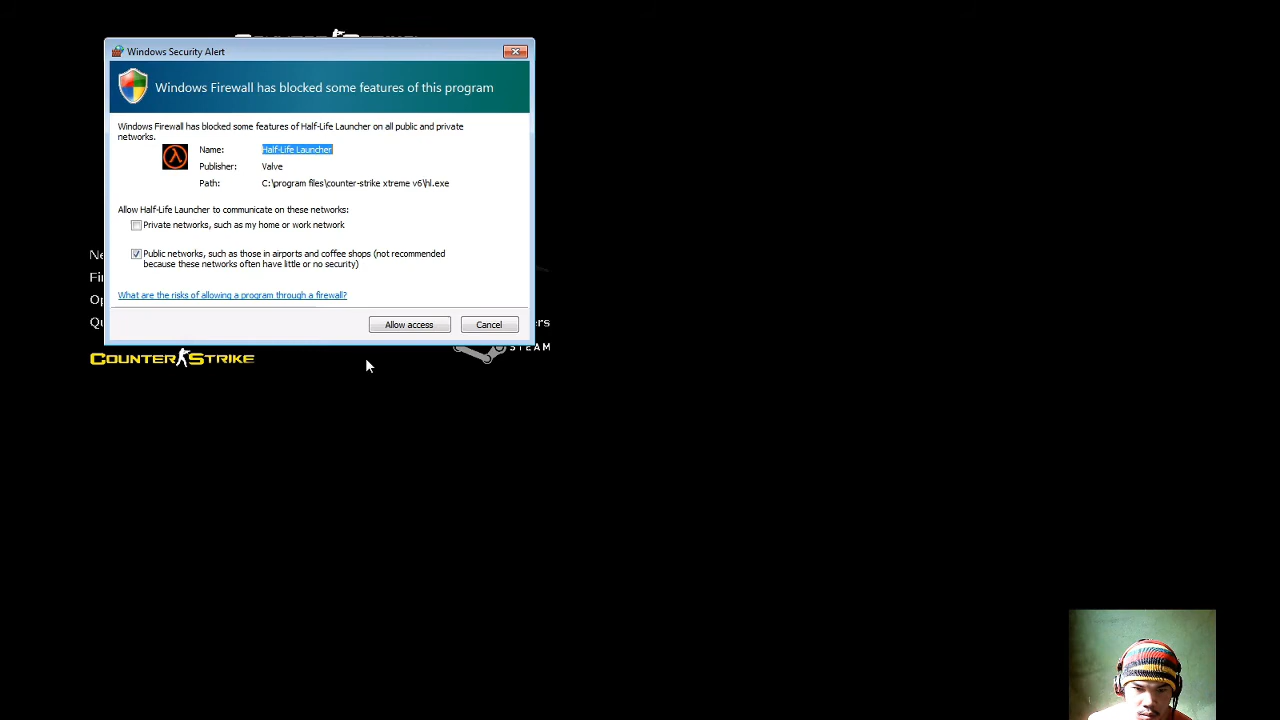 COUNTER STRIKE
Windows Security Alert
Windows Firewall has blocked some features of this program
Windows Firewall has blocked some features of Half-Life Launcher on all public and private
networks.
Name: Half-Life Launcher
Publisher: Valve
Path: C:\program files\counter-strike xtreme v6\hl.exe
Allow Half-Life Launcher to communicate on these networks:
Private networks, such as my home or work network
Public networks, such as those in airports and coffee shops (not recommended
because these networks often have little or no security)
What are the risks of allowing a program through a firewall?
Allow access Cancel
STEAM
COUNTER STRIKE